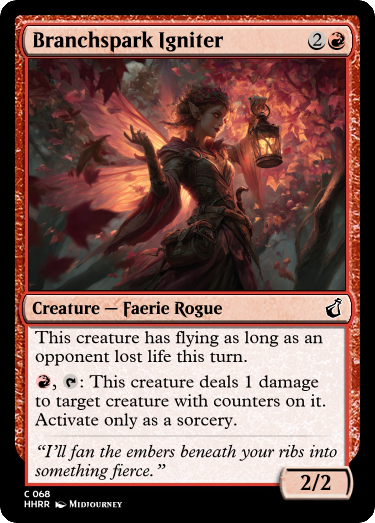 Branchspark Igniter 2
Creature — Faerie Rogue
This creature has flying as long as an
opponent lost life this turn.
, : This creature deals 1 damage
to target creature with counters on it.
Activate only as a sorcery.
“I’ll fan the embers beneath your ribs into
something fierce.”
2/2
C 068
HHRR Midjourney